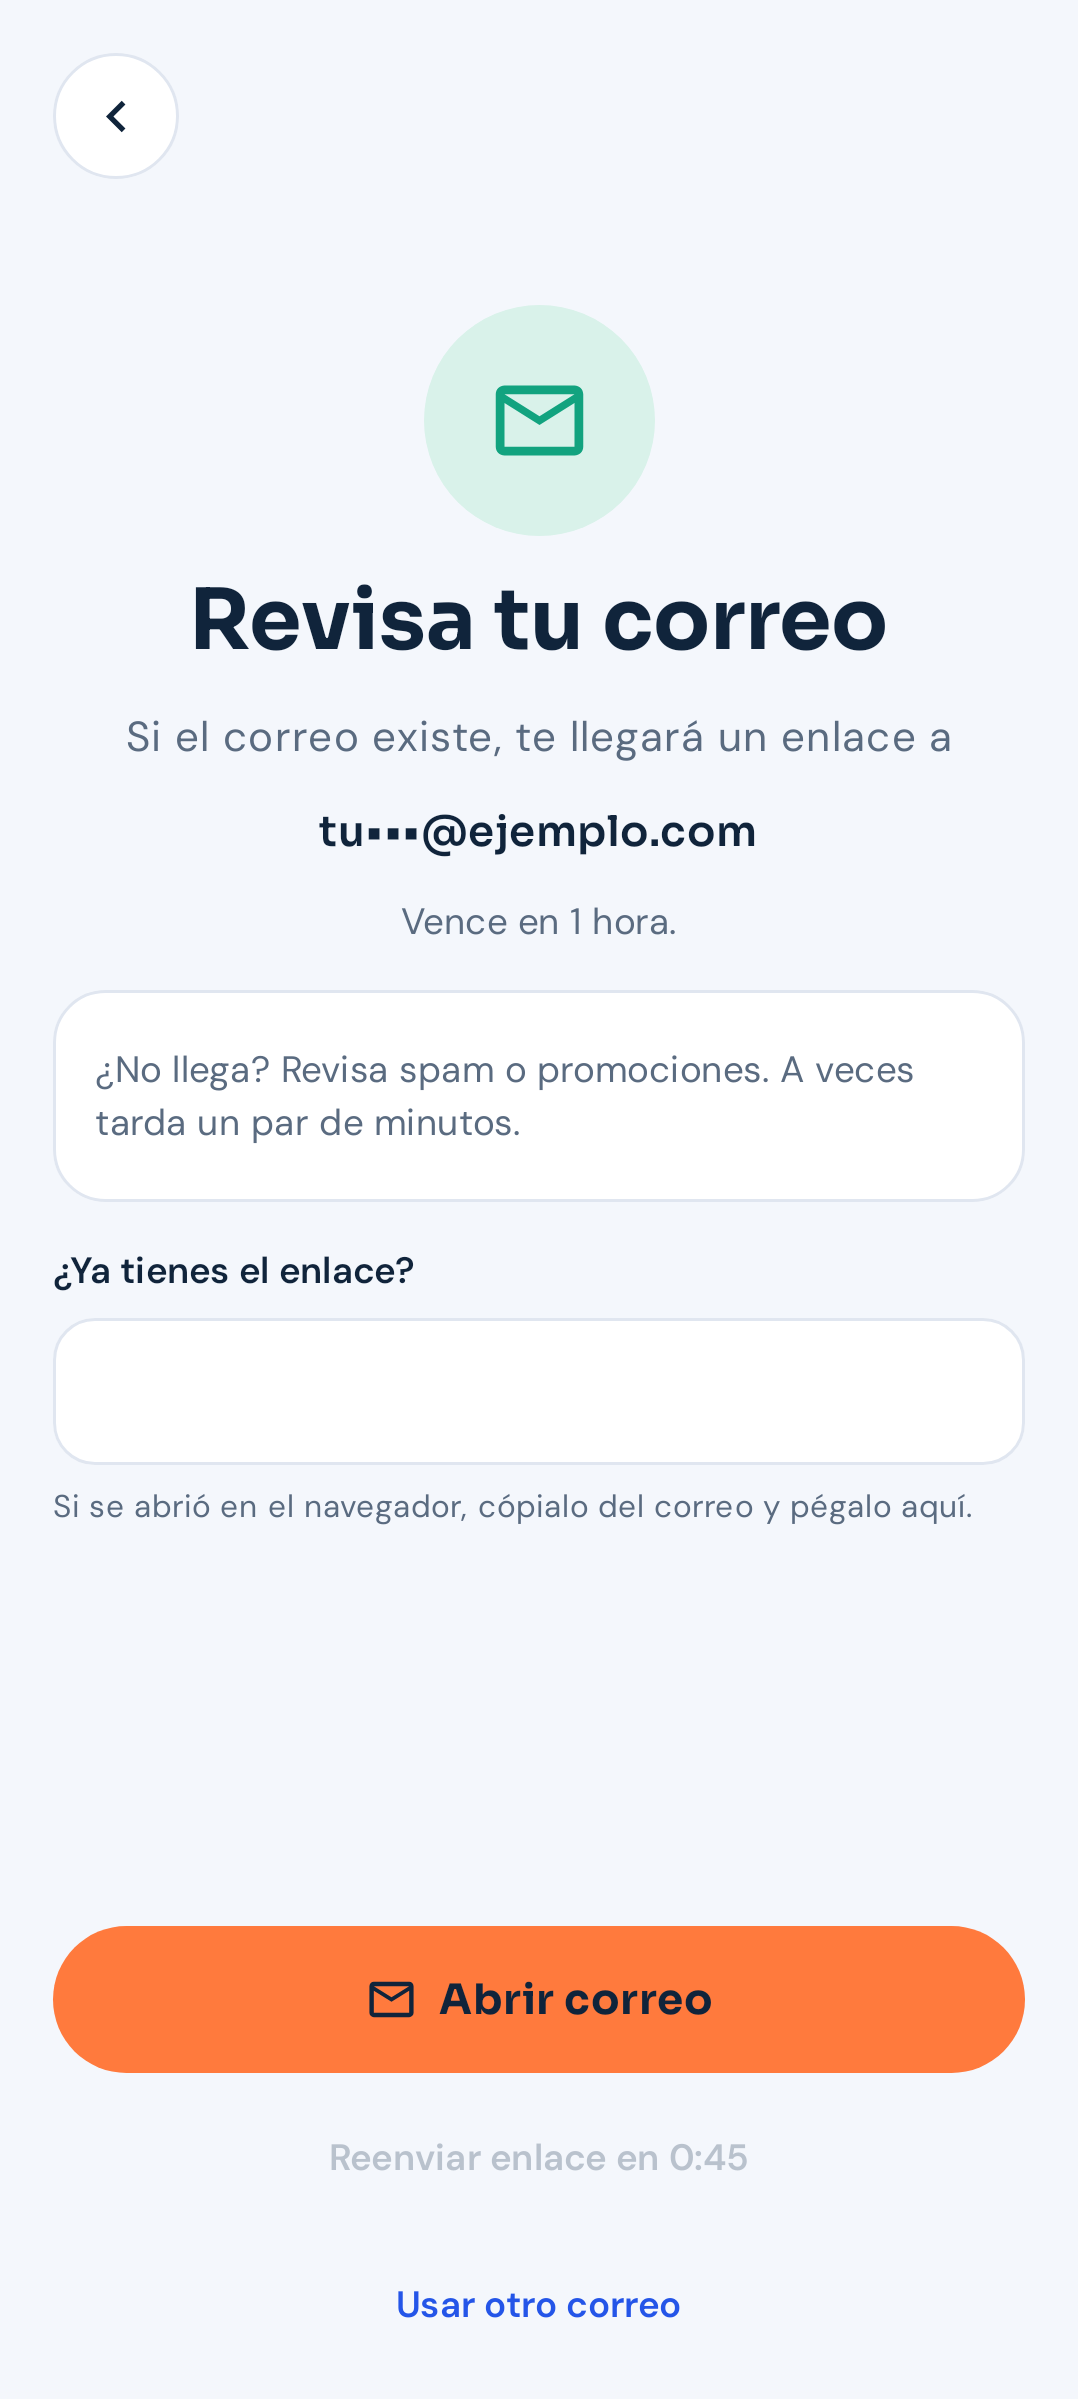 Revisa tu correo
Si el correo existe, te llegará un enlace a
tu▪▪▪@ejemplo.com
Vence en 1 hora.
¿No llega? Revisa spam o promociones. A veces
tarda un par de minutos.
¿Ya tienes el enlace?
Si se abrió en el navegador, cópialo del correo y pégalo aquí.
Abrir correo
Reenviar enlace en 0:45
Usar otro correo